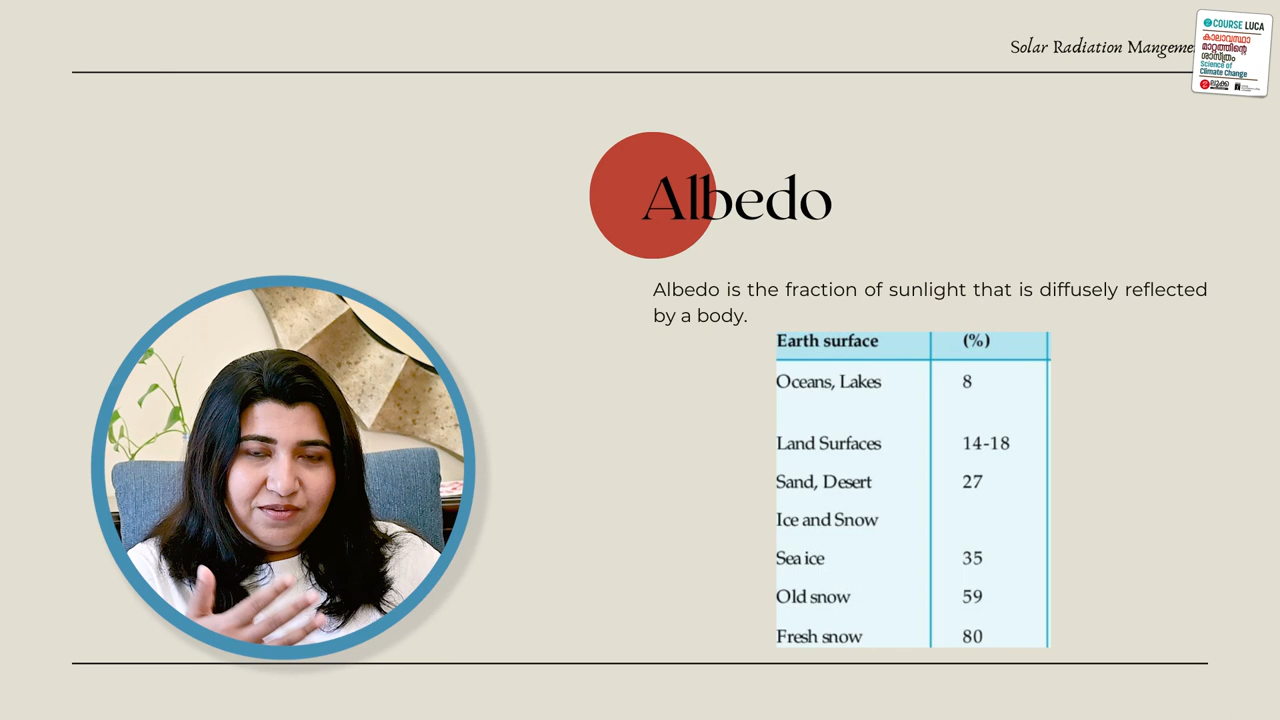 Solar Radiation Mangeme
COURSE LUCA
കാലാവസ്ഥാ
മാറ്റത്തിന്റെ
ശാസ്ത്രം
Science of
Climate Change
ലൂക്ക
Albedo
Albedo is the fraction of sunlight that is diffusely reflected
by a body.
Earth surface (%)
Oceans, Lakes 8
Land Surfaces 14-18
Sand, Desert 27
Ice and Snow
Sea ice 35
Old snow 59
Fresh snow 80